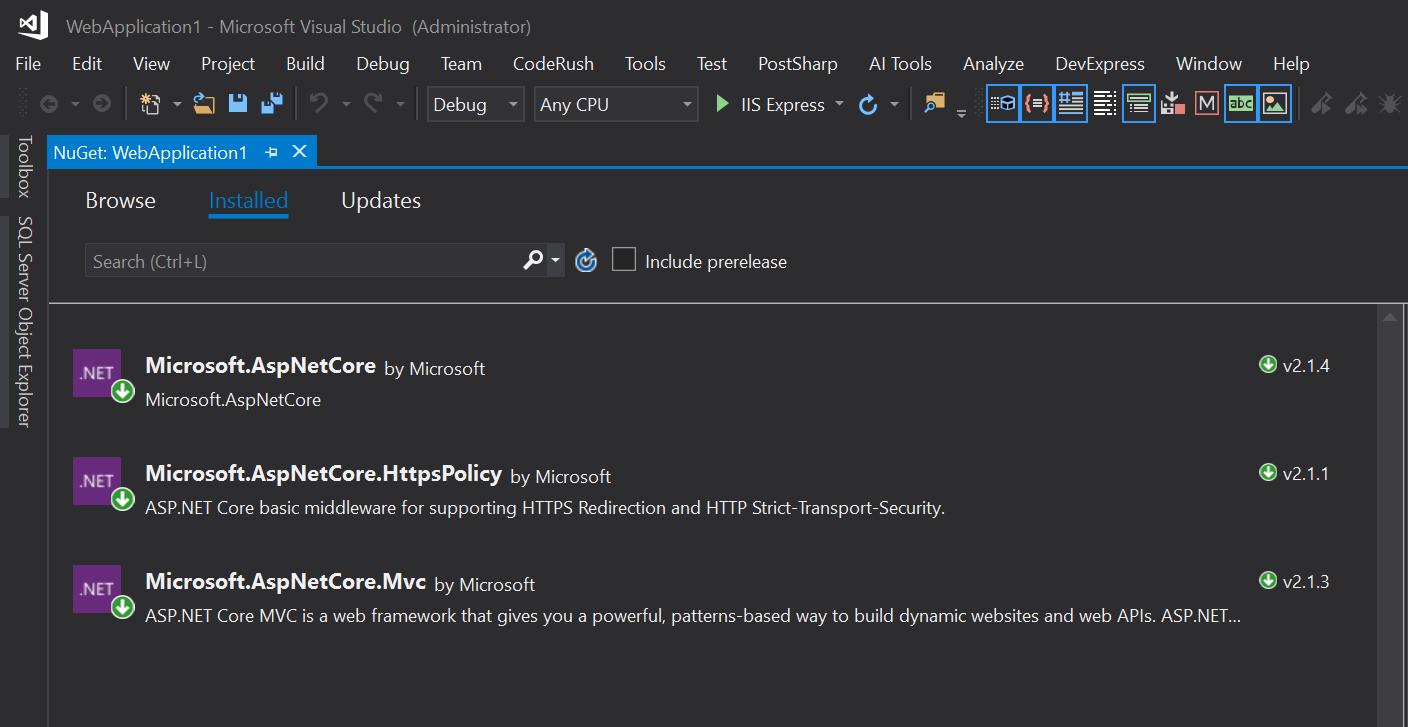 WebApplication1 - Microsoft Visual Studio (Administrator)
File Edit View Project Build Debug Team CodeRush Tools Test PostSharp AI Tools Analyze DevExpress Window Help
Debug Any CPU IIS Express M abc
Toolbox
SQL Server Object Explorer
NuGet: WebApplication1
Browse Installed Updates
Search (Ctrl+L) Include prerelease
.NET Microsoft.AspNetCore by Microsoft v2.1.4
Microsoft.AspNetCore
.NET Microsoft.AspNetCore.HttpsPolicy by Microsoft v2.1.1
ASP.NET Core basic middleware for supporting HTTPS Redirection and HTTP Strict-Transport-Security.
.NET Microsoft.AspNetCore.Mvc by Microsoft v2.1.3
ASP.NET Core MVC is a web framework that gives you a powerful, patterns-based way to build dynamic websites and web APIs. ASP.NET...